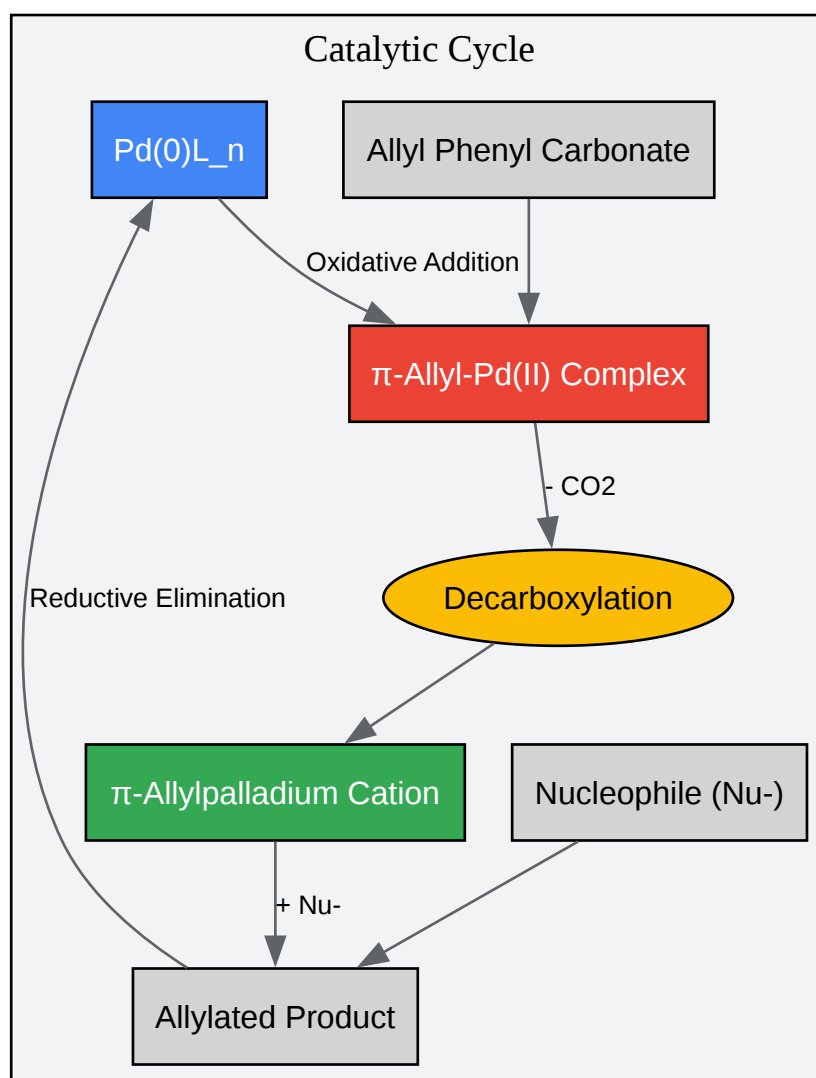 Catalytic Cycle
Pd(0)L_n
Allyl Phenyl Carbonate
Oxidative Addition
π-Allyl-Pd(II) Complex
- CO2
Decarboxylation
Reductive Elimination
π-Allylpalladium Cation
Nucleophile (Nu-)
+ Nu-
Allylated Product